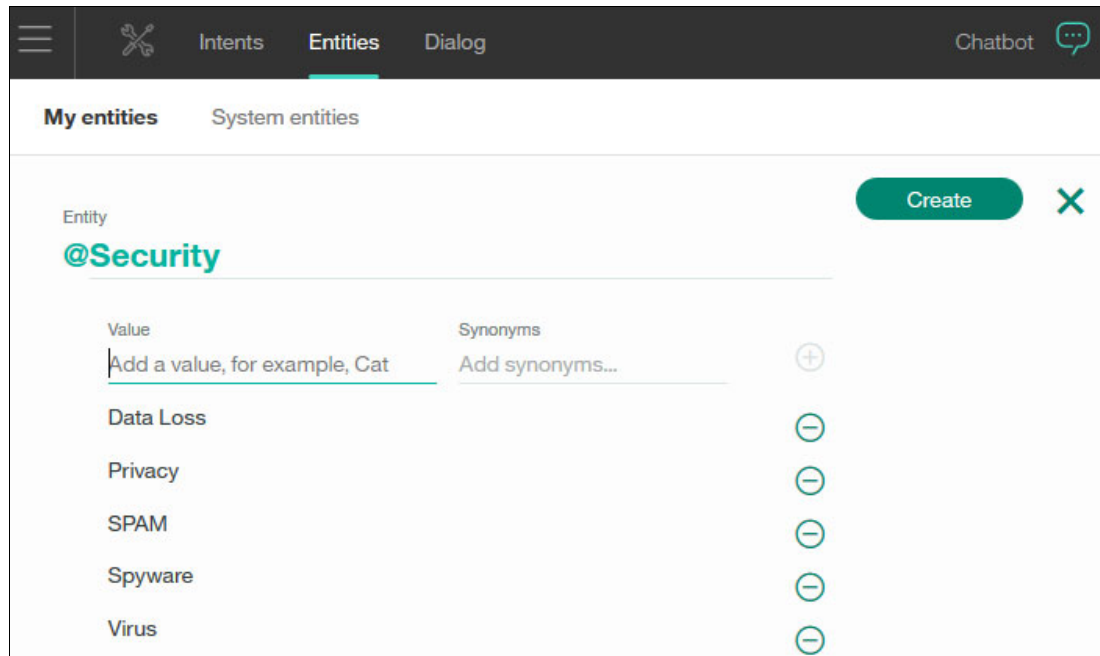 Intents Entities Dialog Chatbot
My entities System entities
Create
Entity
@Security
Value Synonyms
Add a value, for example, Cat Add synonyms...
Data Loss
Privacy
SPAM
Spyware
Virus